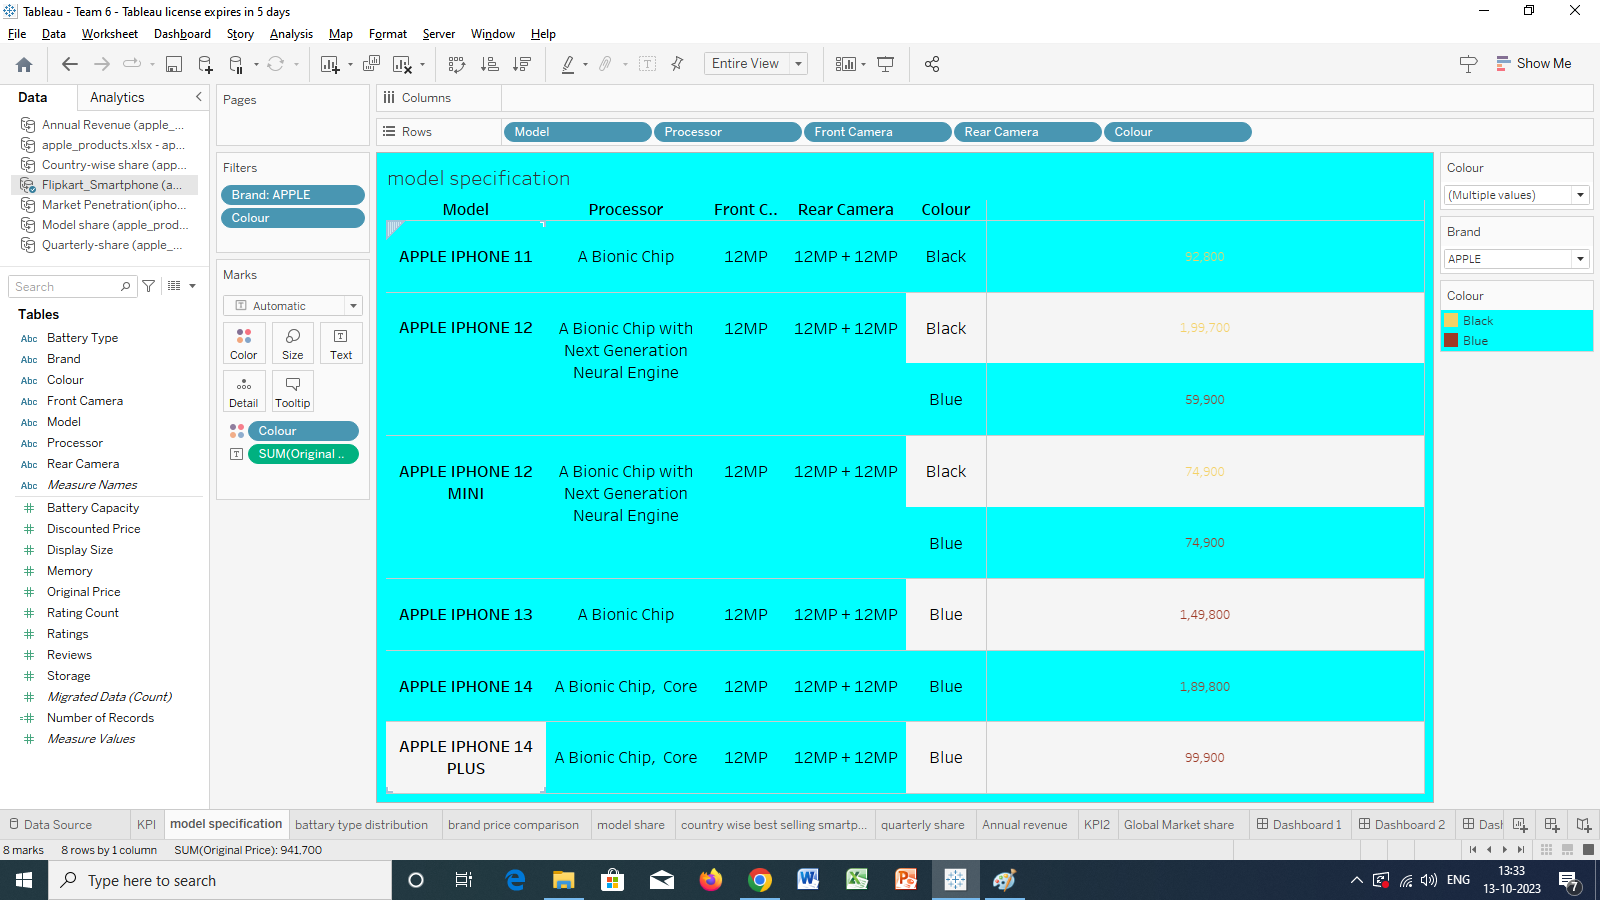 Tableau - Team 6 - Tableau license expires in 5 days
File Data Worksheet Dashboard Story Analysis Map Format Server Window Help
Entire View
Show Me
Data Analytics
Annual Revenue (apple_...
apple_products.xlsx - ap...
Country-wise share (app...
Flipkart_Smartphone (a...
Market Penetration(ipho...
Model share (apple_prod...
Quarterly-share (apple_...
Search
Tables
Abc Battery Type
Abc Brand
Abc Colour
Abc Front Camera
Abc Model
Abc Processor
Abc Rear Camera
Abc Measure Names
# Battery Capacity
# Discounted Price
# Display Size
# Memory
# Original Price
# Rating Count
# Ratings
# Reviews
# Storage
# Migrated Data (Count)
=# Number of Records
# Measure Values
Pages
Filters
Brand: APPLE
Colour
Marks
T Automatic
Color Size Text
Detail Tooltip
Colour
SUM(Original ..
Columns
Rows Model Processor Front Camera Rear Camera Colour
model specification
Model Processor Front C.. Rear Camera Colour
APPLE IPHONE 11 A Bionic Chip 12MP 12MP + 12MP Black 92,800
APPLE IPHONE 12 A Bionic Chip with 12MP 12MP + 12MP Black 1,99,700
Next Generation
Neural Engine
Blue 59,900
APPLE IPHONE 12 A Bionic Chip with 12MP 12MP + 12MP Black 74,900
MINI Next Generation
Neural Engine
Blue 74,900
APPLE IPHONE 13 A Bionic Chip 12MP 12MP + 12MP Blue 1,49,800
APPLE IPHONE 14 A Bionic Chip, Core 12MP 12MP + 12MP Blue 1,89,800
APPLE IPHONE 14 A Bionic Chip, Core 12MP 12MP + 12MP Blue 99,900
PLUS
Colour
(Multiple values)
Brand
APPLE
Colour
Black
Blue
Data Source KPI model specification battary type distribution brand price comparison model share country wise best selling smartp... quarterly share Annual revenue KPI2 Global Market share Dashboard 1 Dashboard 2 Dash
8 marks 8 rows by 1 column SUM(Original Price): 941,700
Type here to search
ENG
13:33
13-10-2023
7